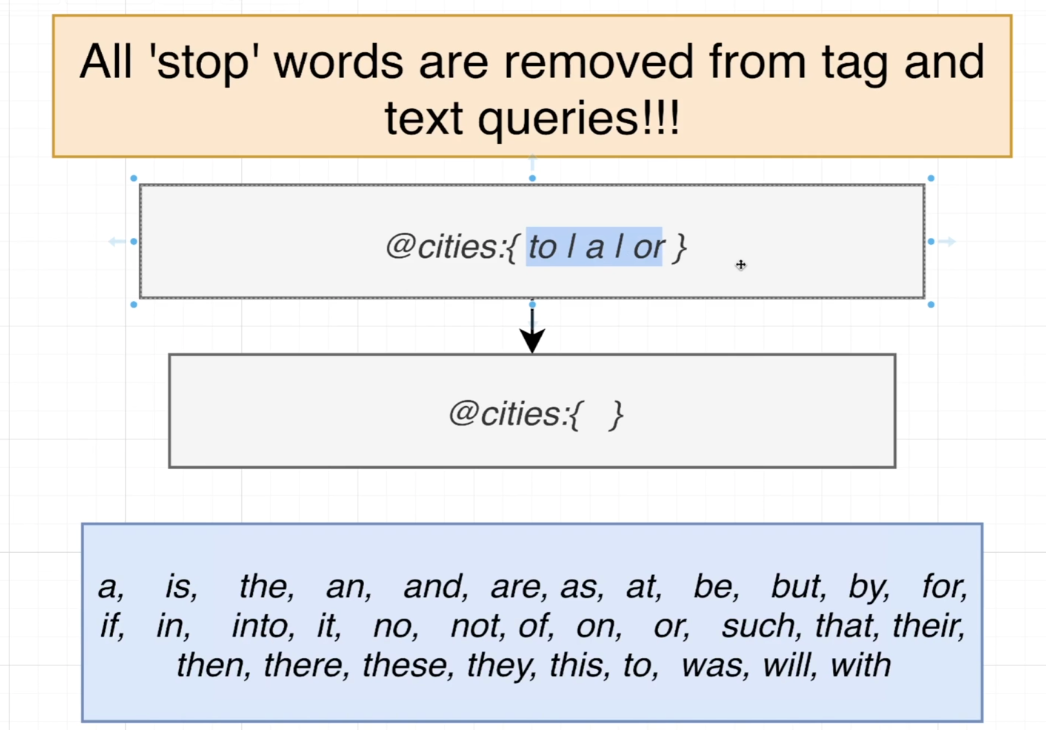 All 'stop' words are removed from tag and
text queries!!!
@cities:{ to | a | or }
@cities:{ }
a, is, the, an, and, are, as, at, be, but, by, for,
if, in, into, it, no, not, of, on, or, such, that, their,
then, there, these, they, this, to, was, will, with